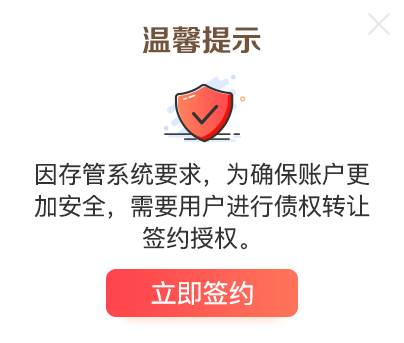 温馨提示
因存管系统要求，为确保账户更
加安全，需要用户进行债权转让
签约授权。
立即签约